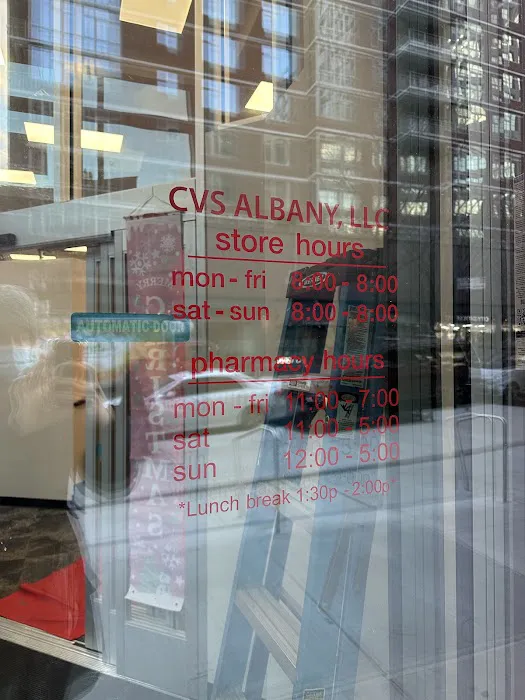 CVS ALBANY, LLC
store hours
mon - fri 8:00 - 8:00
sat - sun 8:00 - 8:00
AUTOMATIC DOOR
pharmacy hours
mon - fri 11:00 - 7:00
sat 11:00 - 5:00
sun 12:00 - 5:00
*Lunch break 1:30p - 2:00p*